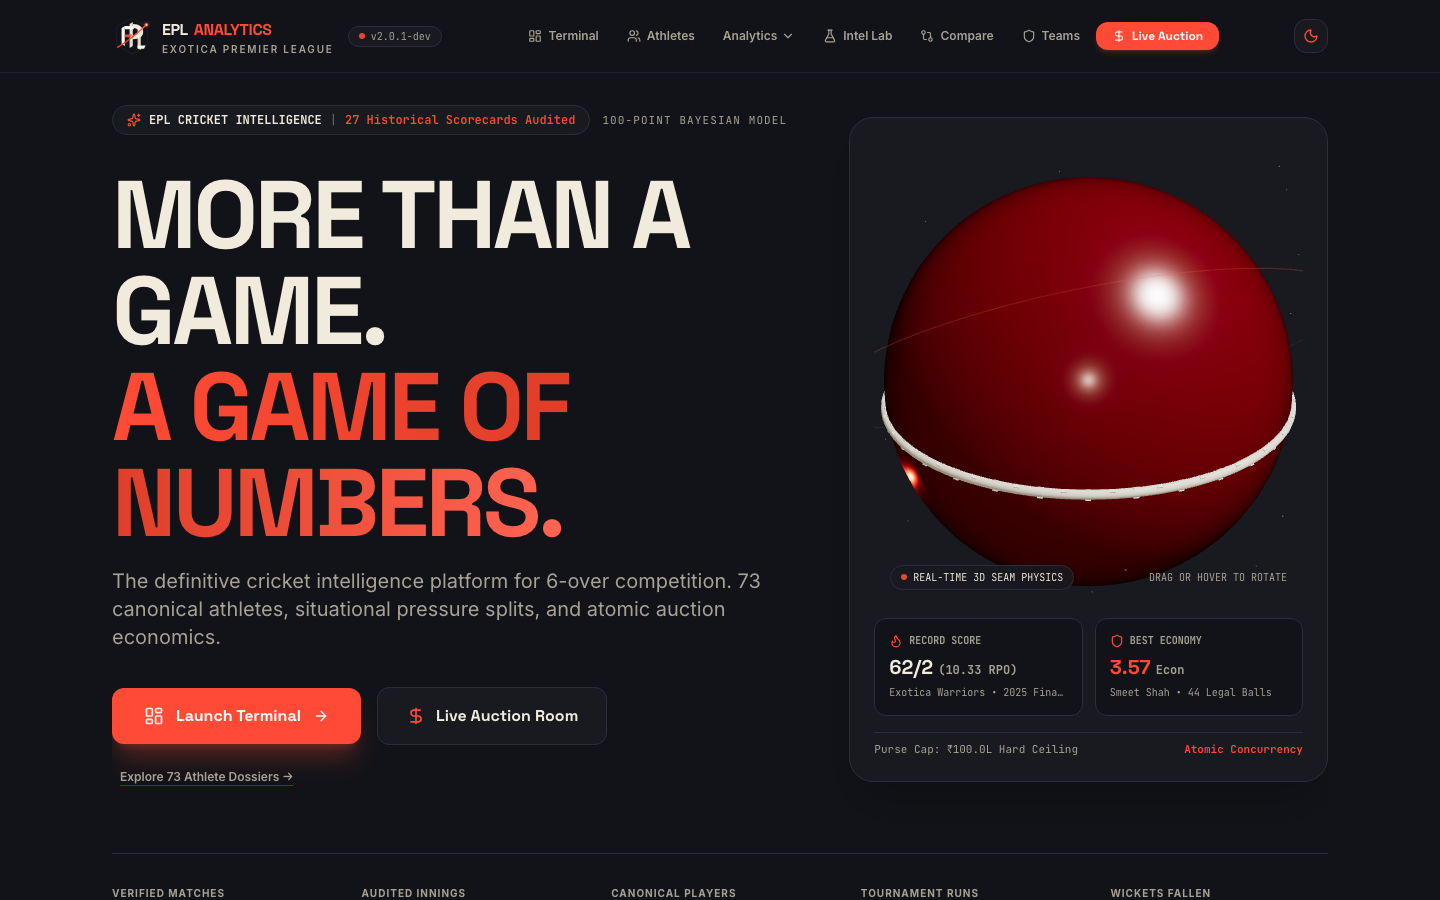 EPL ANALYTICS
EXOTICA PREMIER LEAGUE
v2.0.1-dev
Terminal
Athletes
Analytics
Intel Lab
Compare
Teams
Live Auction
EPL CRICKET INTELLIGENCE | 27 Historical Scorecards Audited
100-POINT BAYESIAN MODEL
MORE THAN A
GAME.
A GAME OF
NUMBERS.
The definitive cricket intelligence platform for 6-over competition. 73
canonical athletes, situational pressure splits, and atomic auction
economics.
Launch Terminal →
Live Auction Room
Explore 73 Athlete Dossiers →
REAL-TIME 3D SEAM PHYSICS
DRAG OR HOVER TO ROTATE
RECORD SCORE
62/2 (10.33 RPO)
Exotica Warriors • 2025 Fina…
BEST ECONOMY
3.57 Econ
Smeet Shah • 44 Legal Balls
Purse Cap: ₹100.0L Hard Ceiling
Atomic Concurrency
VERIFIED MATCHES
AUDITED INNINGS
CANONICAL PLAYERS
TOURNAMENT RUNS
WICKETS FALLEN